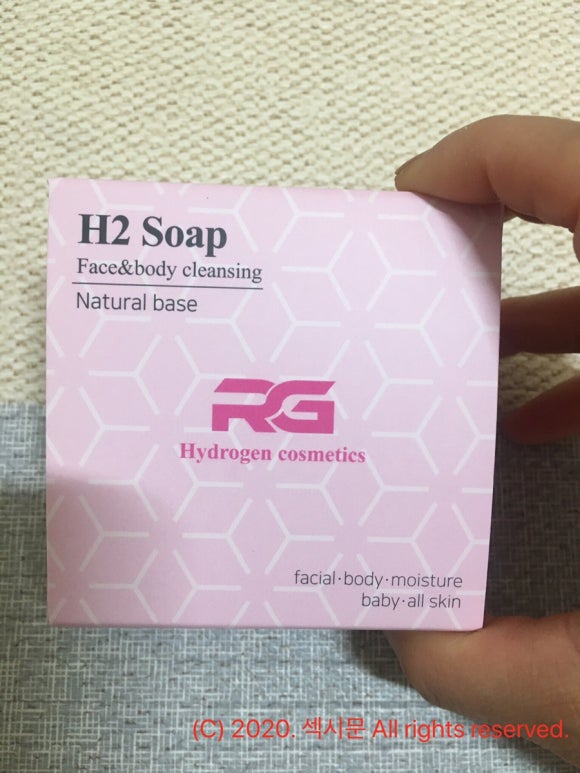 H2 Soap
Face&body cleansing
Natural base
RG
Hydrogen cosmetics
facial·body·moisture
baby·all skin
(C) 2020. 섹시문 All rights reserved.